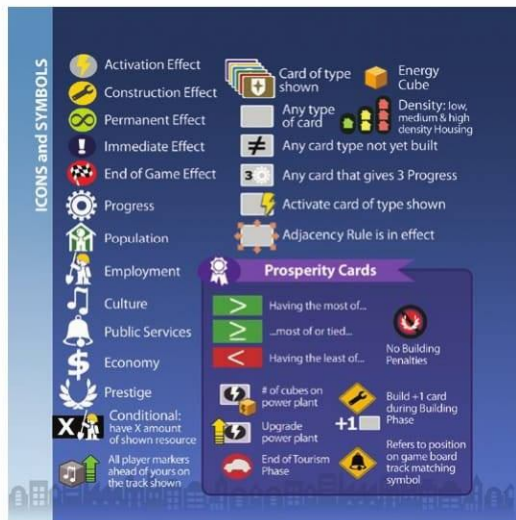 ICONS and SYMBOLS
Activation Effect
Construction Effect
Permanent Effect
!
Immediate Effect
End of Game Effect
Progress
Population
Employment
Culture
Public Services
$
Economy
Prestige
X
Conditional:
have X amount
of shown resource
All player markers
ahead of yours on
the track shown
Card of type
shown
Any type
of card
≠
Any card type not yet built
3
Any card that gives 3 Progress
Activate card of type shown
Adjacency Rule is in effect
Energy
Cube
Density: low,
medium & high
density Housing
Prosperity Cards
>
Having the most of...
≥
...most of or tied...
<
Having the least of...
# of cubes on
power plant
Upgrade
power plant
End of Tourism
Phase
No Building
Penalties
+1
Build +1 card
during Building
Phase
Refers to position
on game board
track matching
symbol